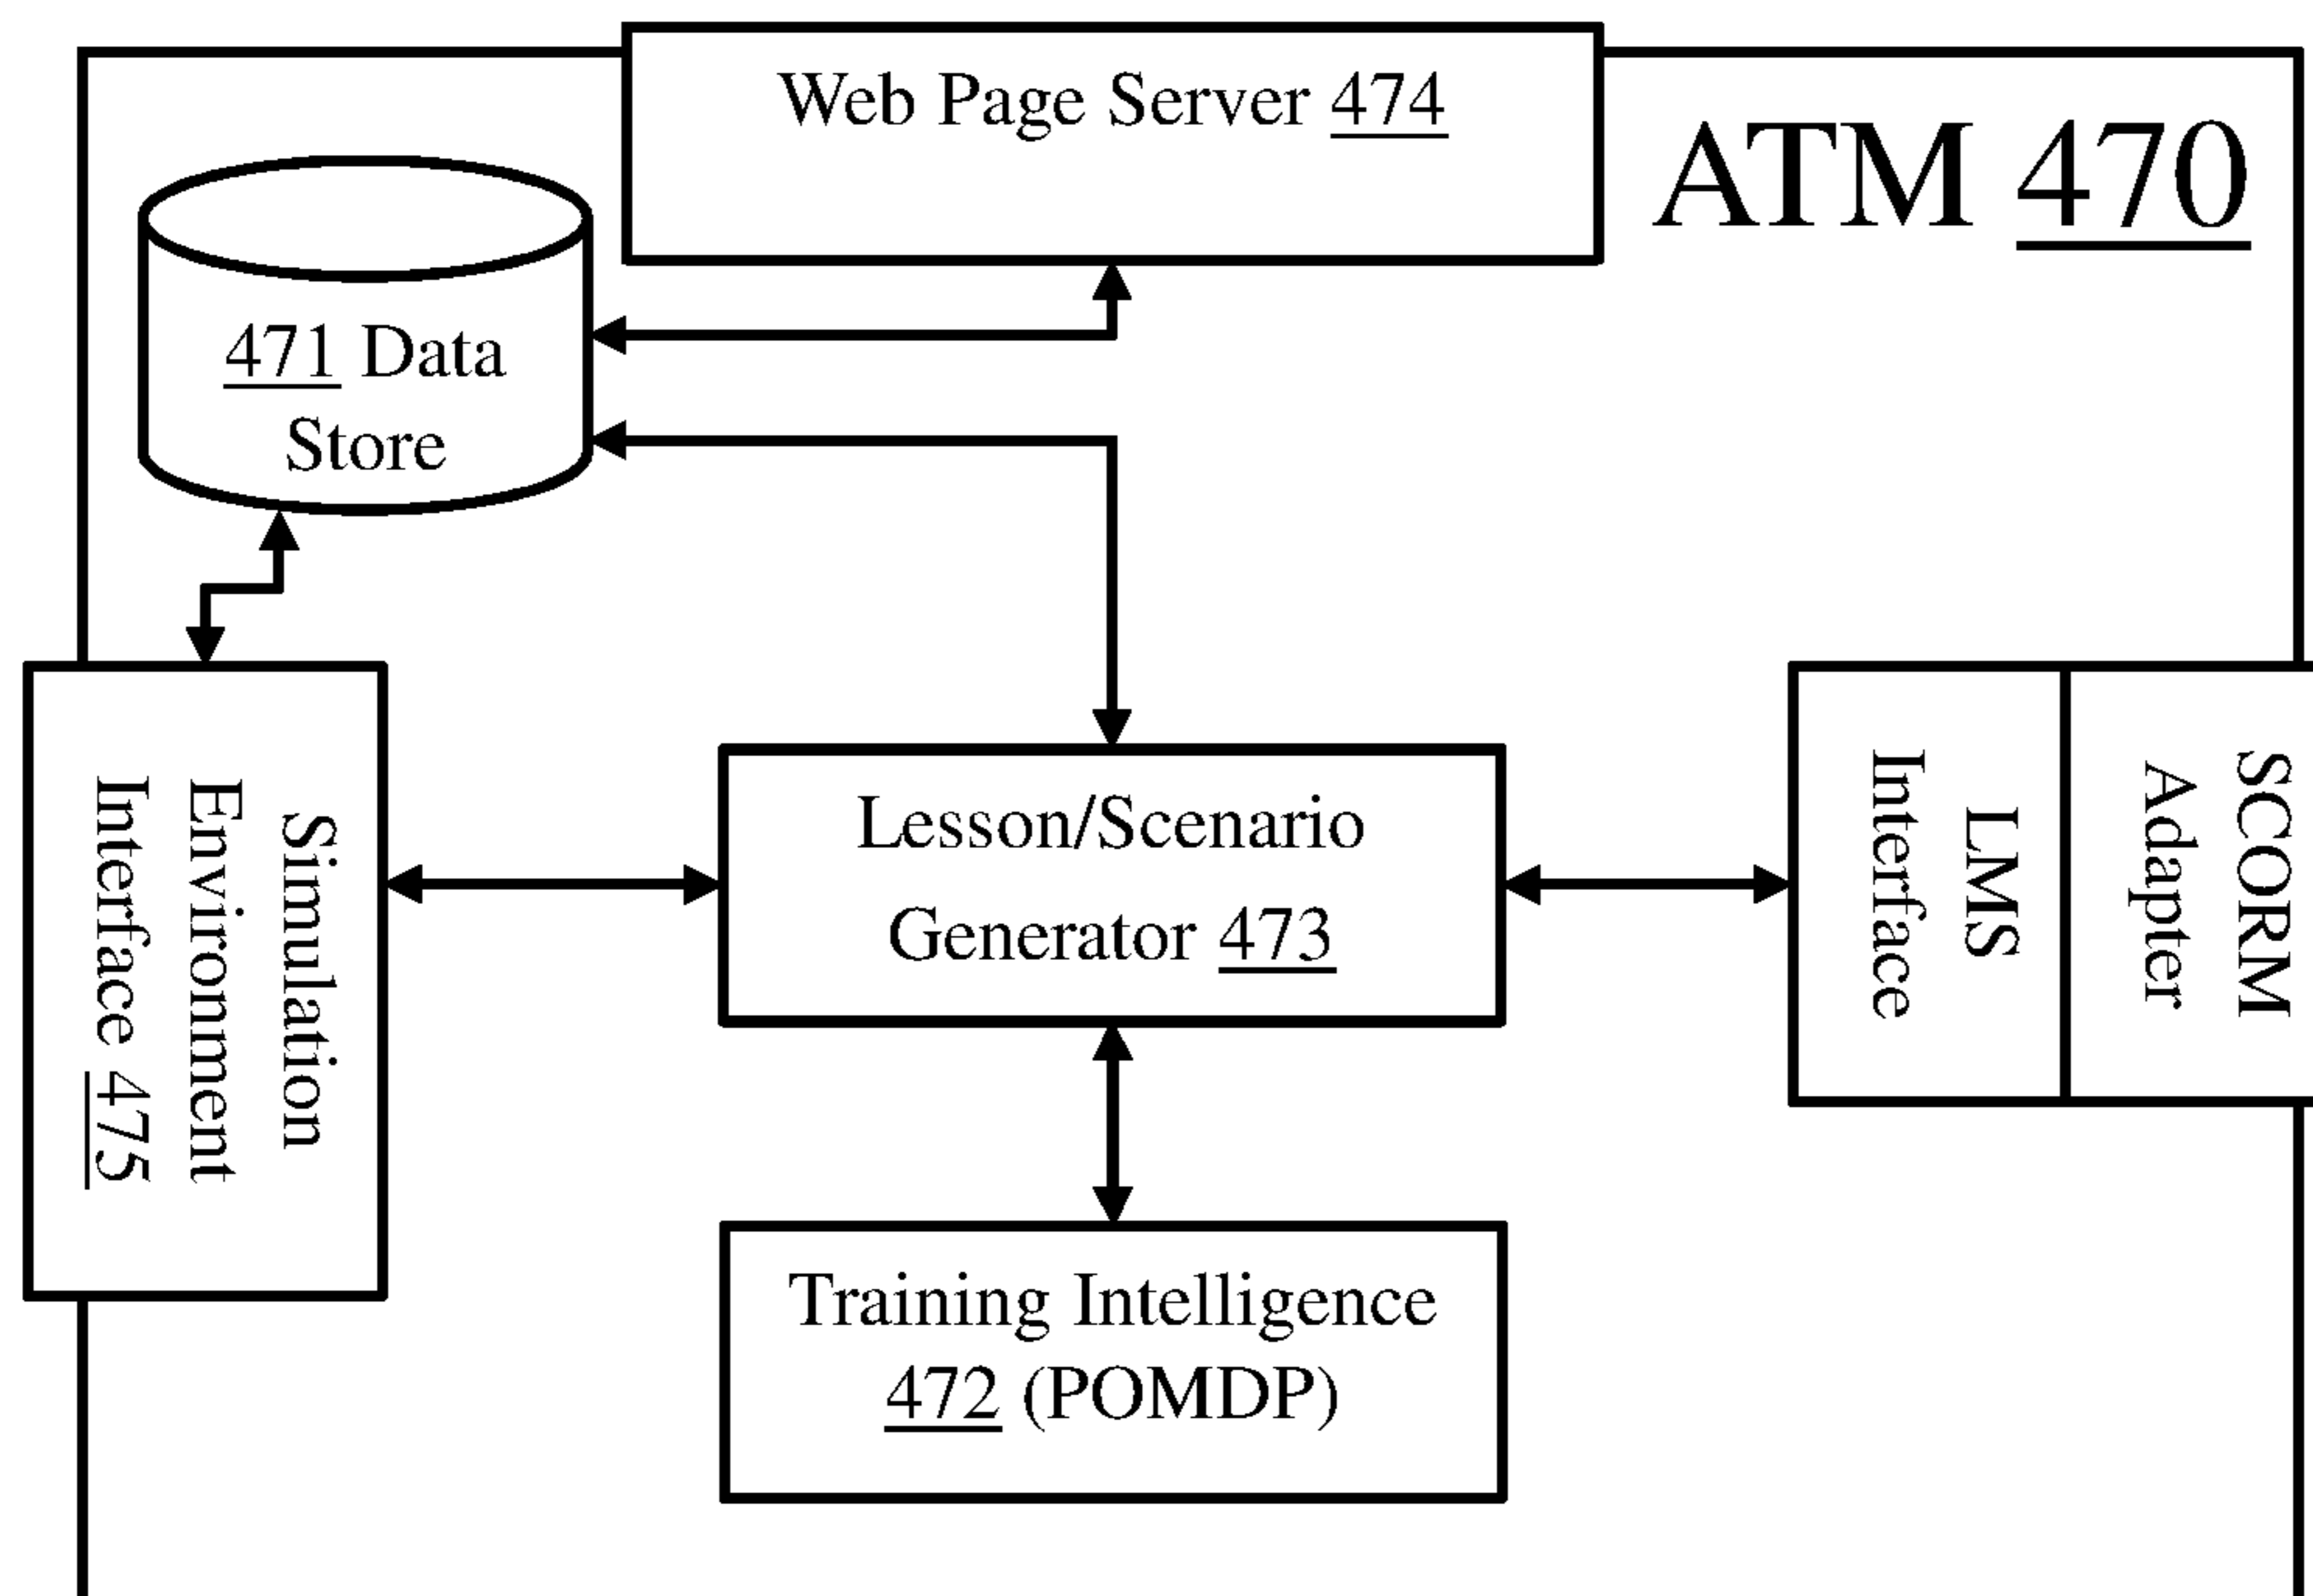 Web Page Server 474
ATM 470
471 Data
Store
Simulation
Environment
Interface 475
Lesson/Scenario
Generator 473
SCORM
Adapter
LMS
Interface
Training Intelligence
472 (POMDP)